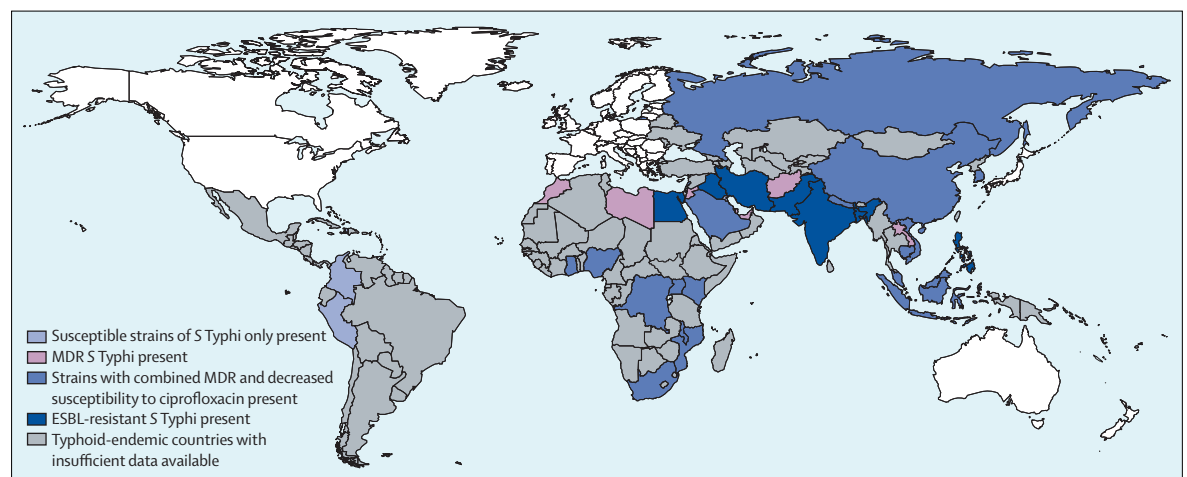 Susceptible strains of S Typhi only present
MDR S Typhi present
Strains with combined MDR and decreased
susceptibility to ciprofloxacin present
ESBL-resistant S Typhi present
Typhoid-endemic countries with
insufficient data available